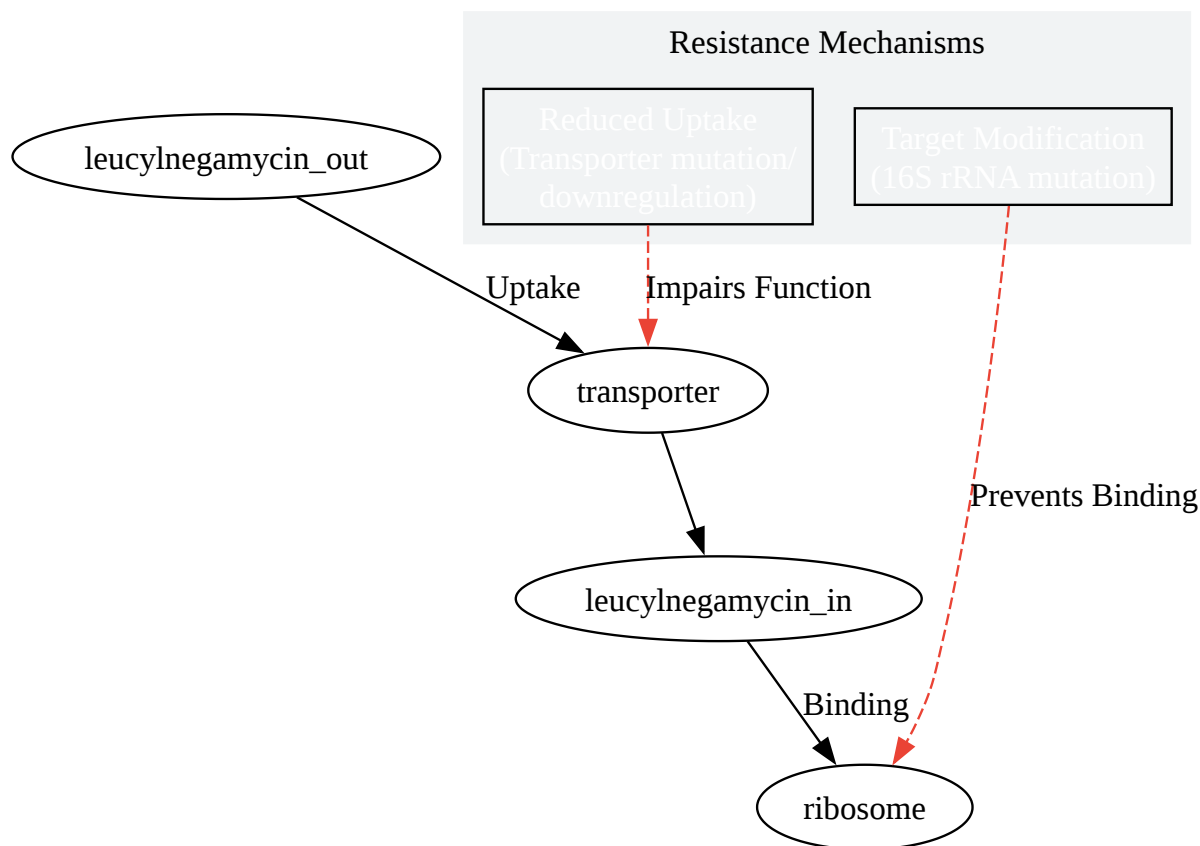 Resistance Mechanisms
Reduced Uptake
(Transporter mutation/
downregulation)
Target Modification
(16S rRNA mutation)
leucylnegamycin_out
Uptake
Impairs Function
transporter
Prevents Binding
leucylnegamycin_in
Binding
ribosome